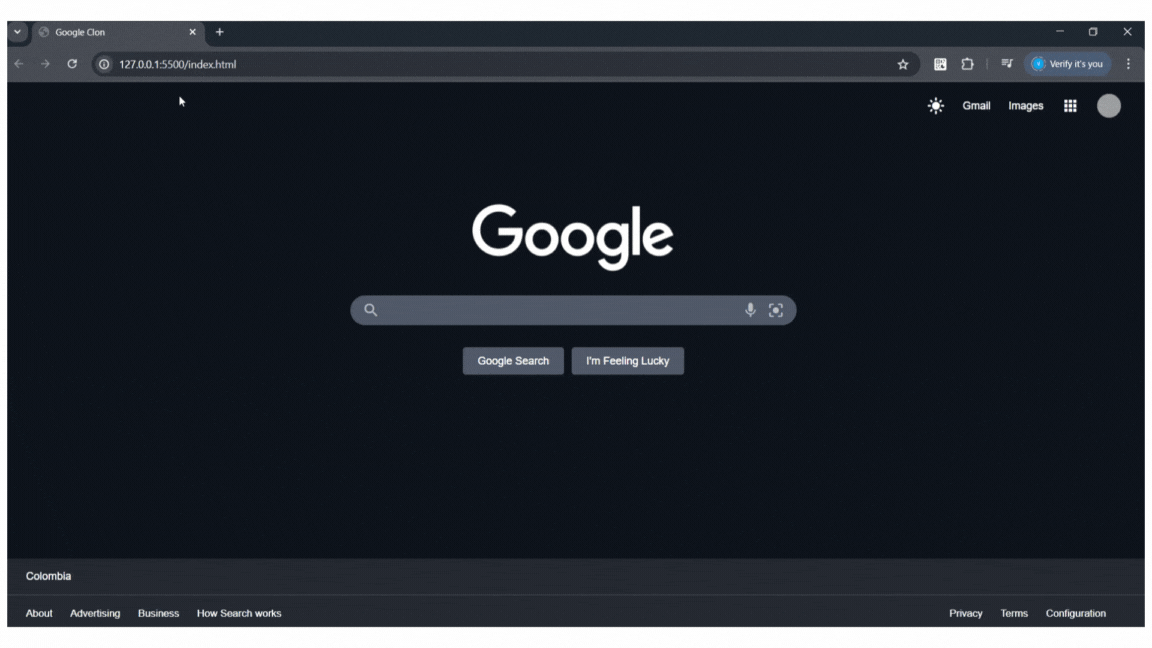 Google Clon
127.0.0.1:5500/index.html
Verify it's you
Gmail Images
Google
Google Search I'm Feeling Lucky
Colombia
About Advertising Business How Search works Privacy Terms Configuration